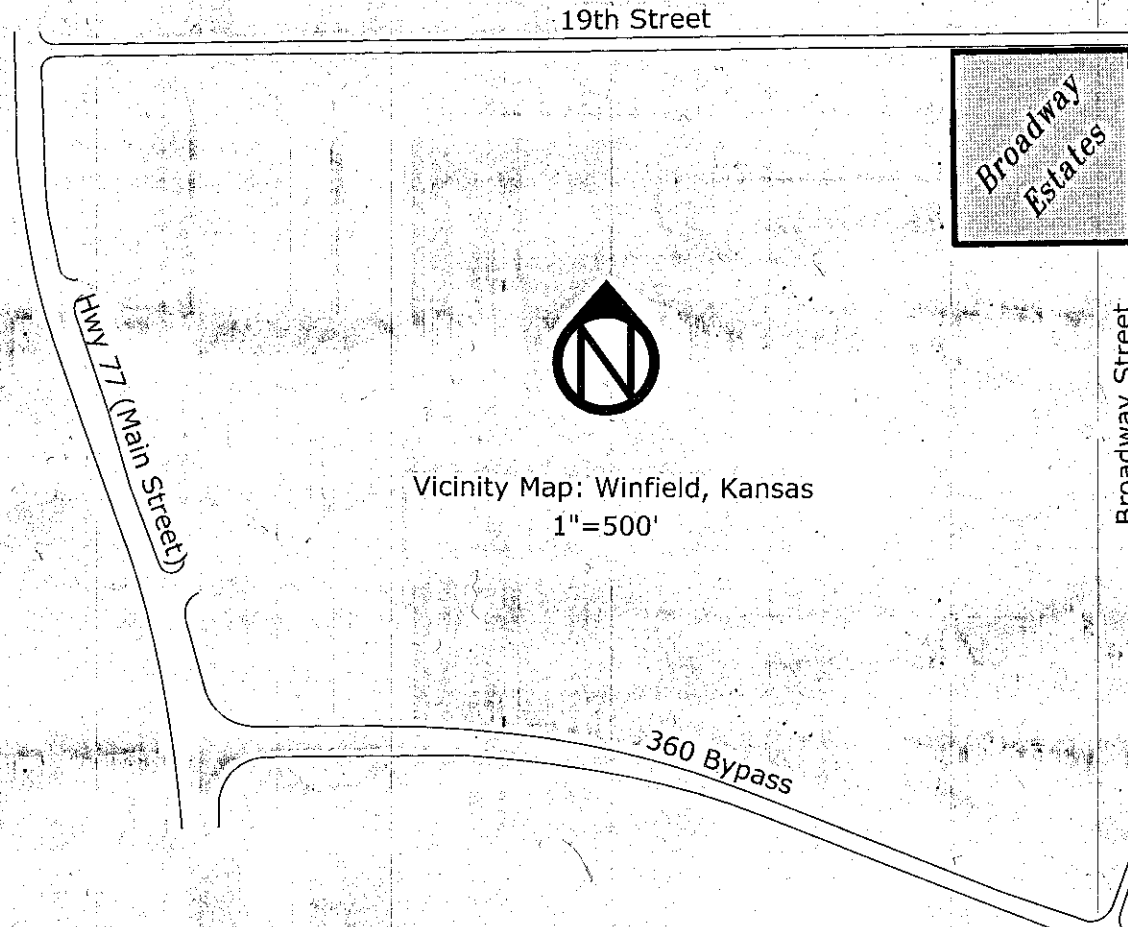 19th Street
Broadway
Estates
Hwy 77 (Main Street)
N
Broadway Street
Vicinity Map: Winfield, Kansas
1"=500'
360 Bypass